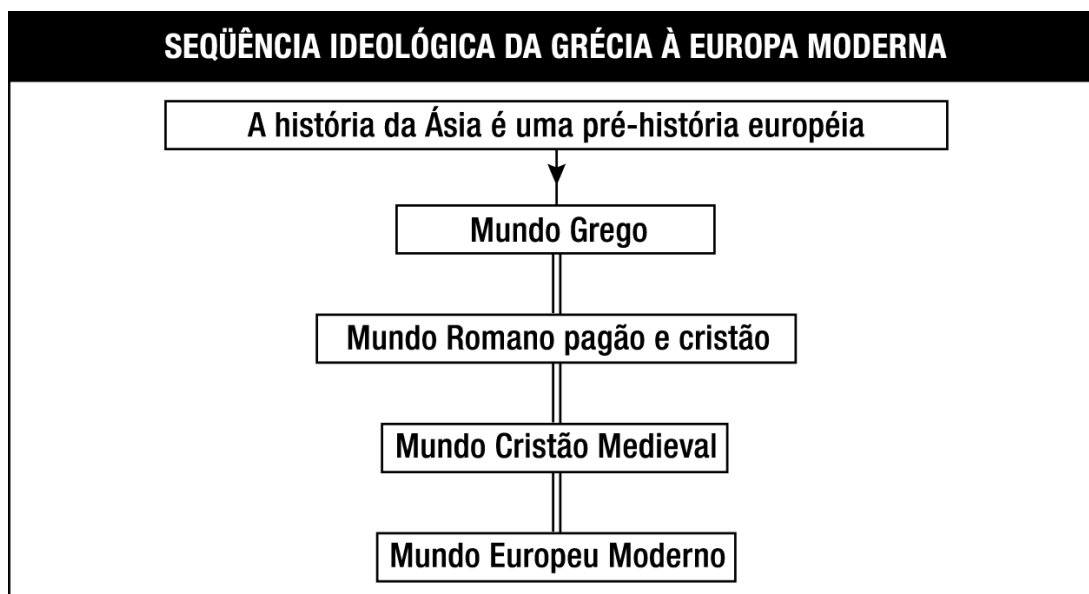 SEQÜÊNCIA IDEOLÓGICA DA GRÉCIA À EUROPA MODERNA
A história da Ásia é uma pré-história européia
Mundo Grego
Mundo Romano pagão e cristão
Mundo Cristão Medieval
Mundo Europeu Moderno